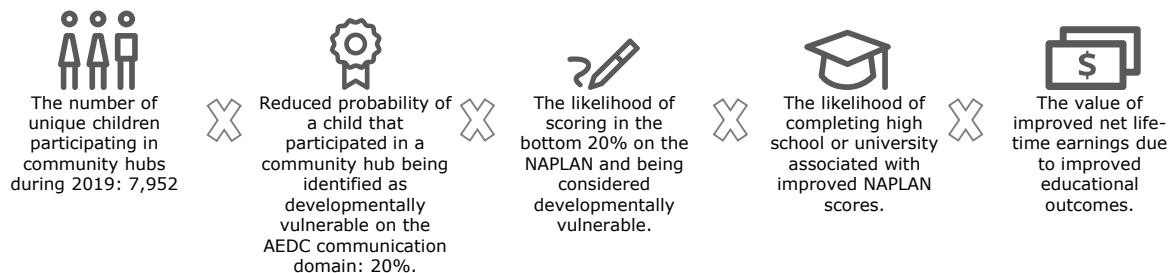 $
The number of
unique children
participating in
community hubs
during 2019: 7,952
Reduced probability of
a child that
participated in a
community hub being
identified as
developmentally
vulnerable on the
AEDC communication
domain: 20%.
The likelihood of
scoring in the
bottom 20% on the
NAPLAN and being
considered
developmentally
vulnerable.
The likelihood of
completing high
school or university
associated with
improved NAPLAN
scores.
The value of
improved net life-
time earnings due
to improved
educational
outcomes.